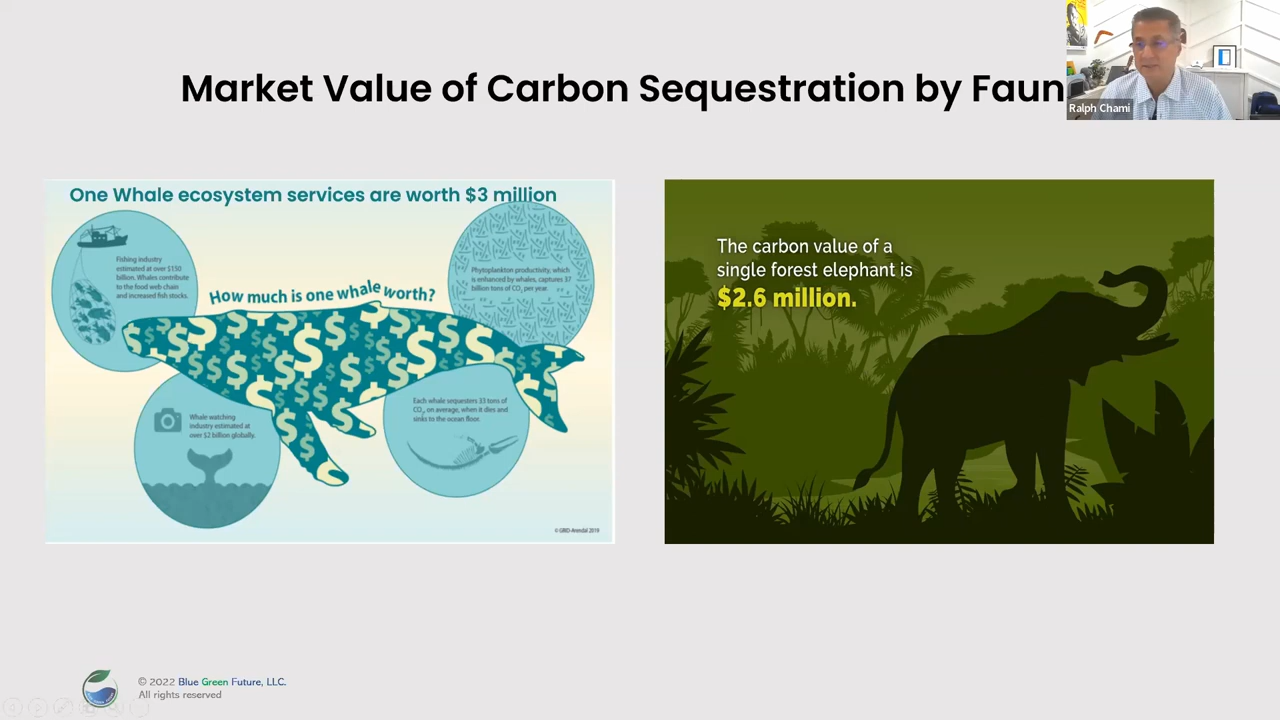 Market Value of Carbon Sequestration by Faun
Ralph Chami
One Whale ecosystem services are worth $3 million
Fishing industry
estimated at over $150
billion. Whales contribute
to the food web chain
and increased fish stocks.
How much is one whale worth?
Phytoplankton productivity, which
is enhanced by whales, captures 37
billion tons of CO₂ per year.
Whale watching
industry estimated at
over $2 billion globally.
Each whale sequesters 33 tons of
CO₂, on average, when it dies and
sinks to the ocean floor.
© GRID-Arendal 2019
The carbon value of a
single forest elephant is
$2.6 million.
© 2022 Blue Green Future, LLC.
All rights reserved